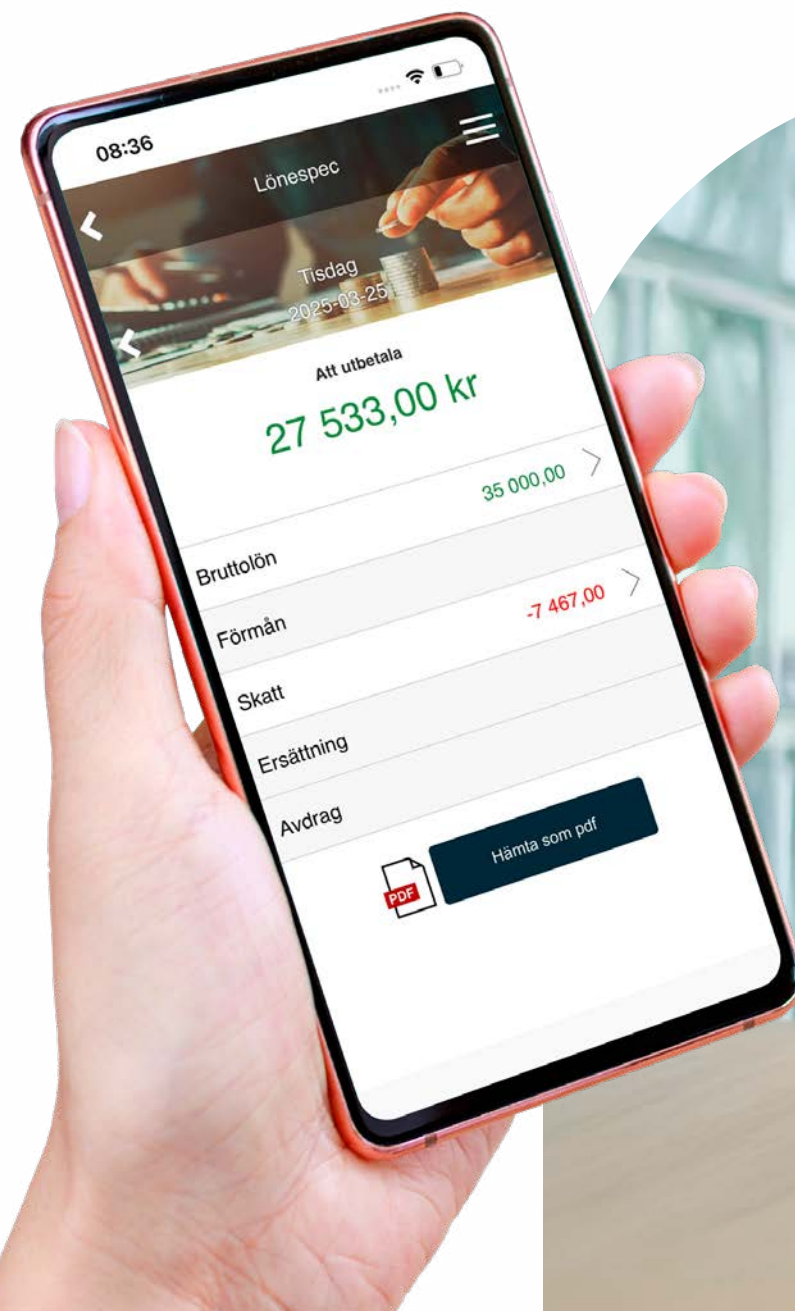 08:36
Lönespec
Tisdag
2025-03-25
Att utbetala
27 533,00 kr
Bruttolön 35 000,00
Förmån
Skatt -7 467,00
Ersättning
Avdrag
PDF Hämta som pdf